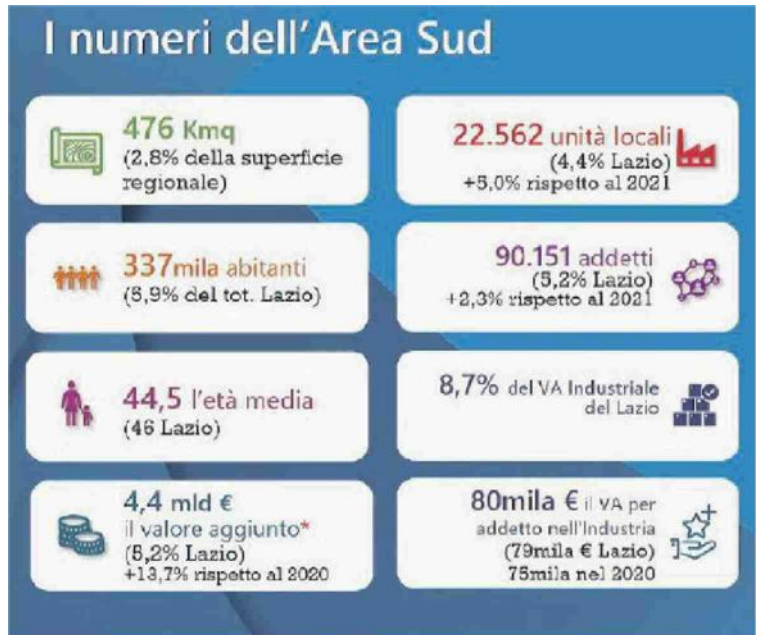 I numeri dell'Area Sud
476 Kmq
(2,8% della superficie
regionale)
22.562 unità locali
(4,4% Lazio)
+5,0% rispetto al 2021
337mila abitanti
(5,9% del tot. Lazio)
90.151 addetti
(5,2% Lazio)
+2,3% rispetto al 2021
44,5 l'età media
(46 Lazio)
8,7% del VA Industriale
del Lazio
4,4 mld €
il valore aggiunto*
(5,2% Lazio)
+13,7% rispetto al 2020
80mila € il VA per
addetto nell'Industria
(79mila € Lazio)
75mila nel 2020